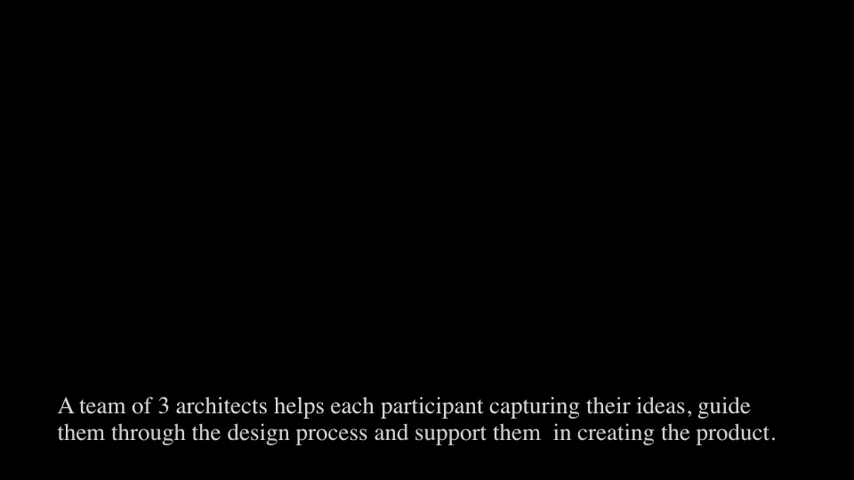 A team of 3 architects helps each participant capturing their ideas, guide
them through the design process and support them  in creating the product.